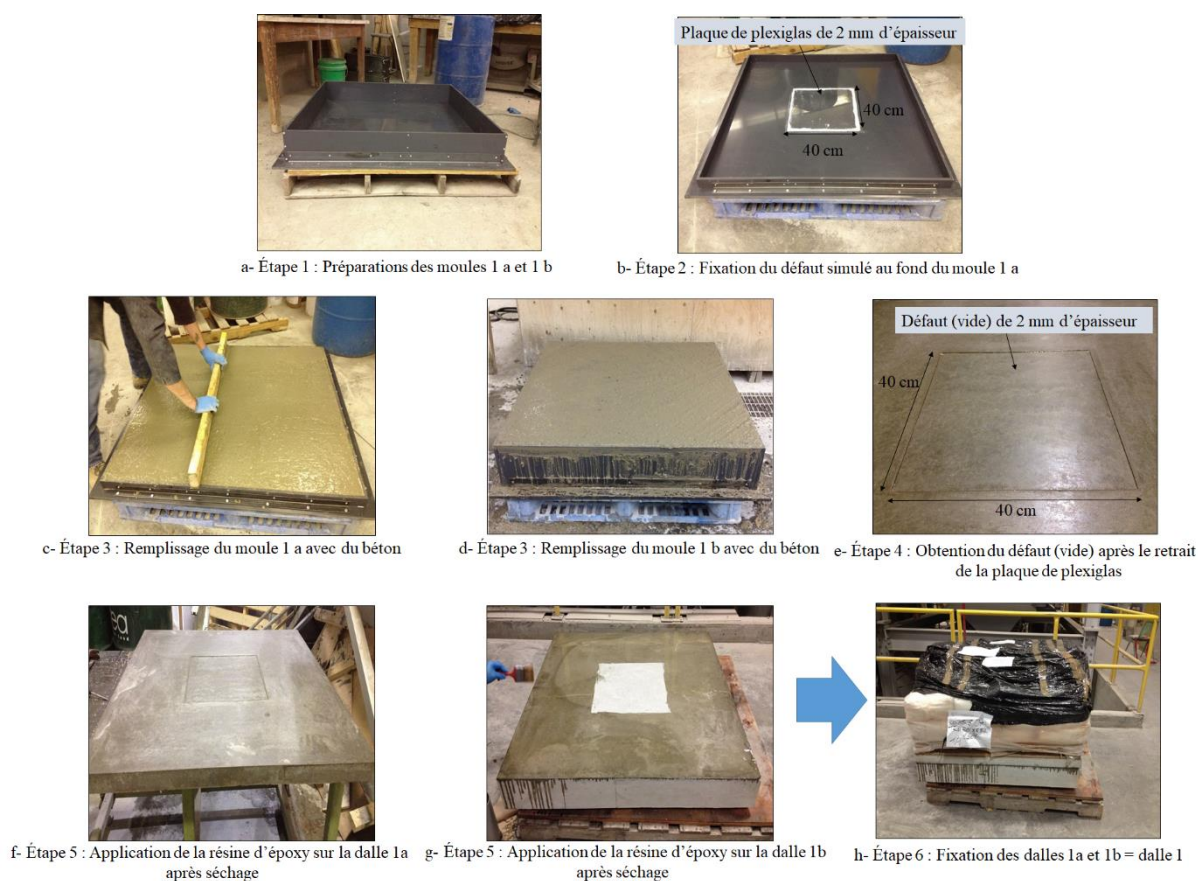 Plaque de plexiglas de 2 mm d'épaisseur
40 cm
40 cm
a- Étape 1 : Préparations des moules 1 a et 1 b
b- Étape 2 : Fixation du défaut simulé au fond du moule 1 a
Défaut (vide) de 2 mm d'épaisseur
40 cm
40 cm
c- Étape 3 : Remplissage du moule 1 a avec du béton
d- Étape 3 : Remplissage du moule 1 b avec du béton
e- Étape 4 : Obtention du défaut (vide) après le retrait
de la plaque de plexiglas
ea
f- Étape 5 : Application de la résine d'époxy sur la dalle 1a
après séchage
g- Étape 5 : Application de la résine d'époxy sur la dalle 1b
après séchage
h- Étape 6 : Fixation des dalles 1a et 1b = dalle 1